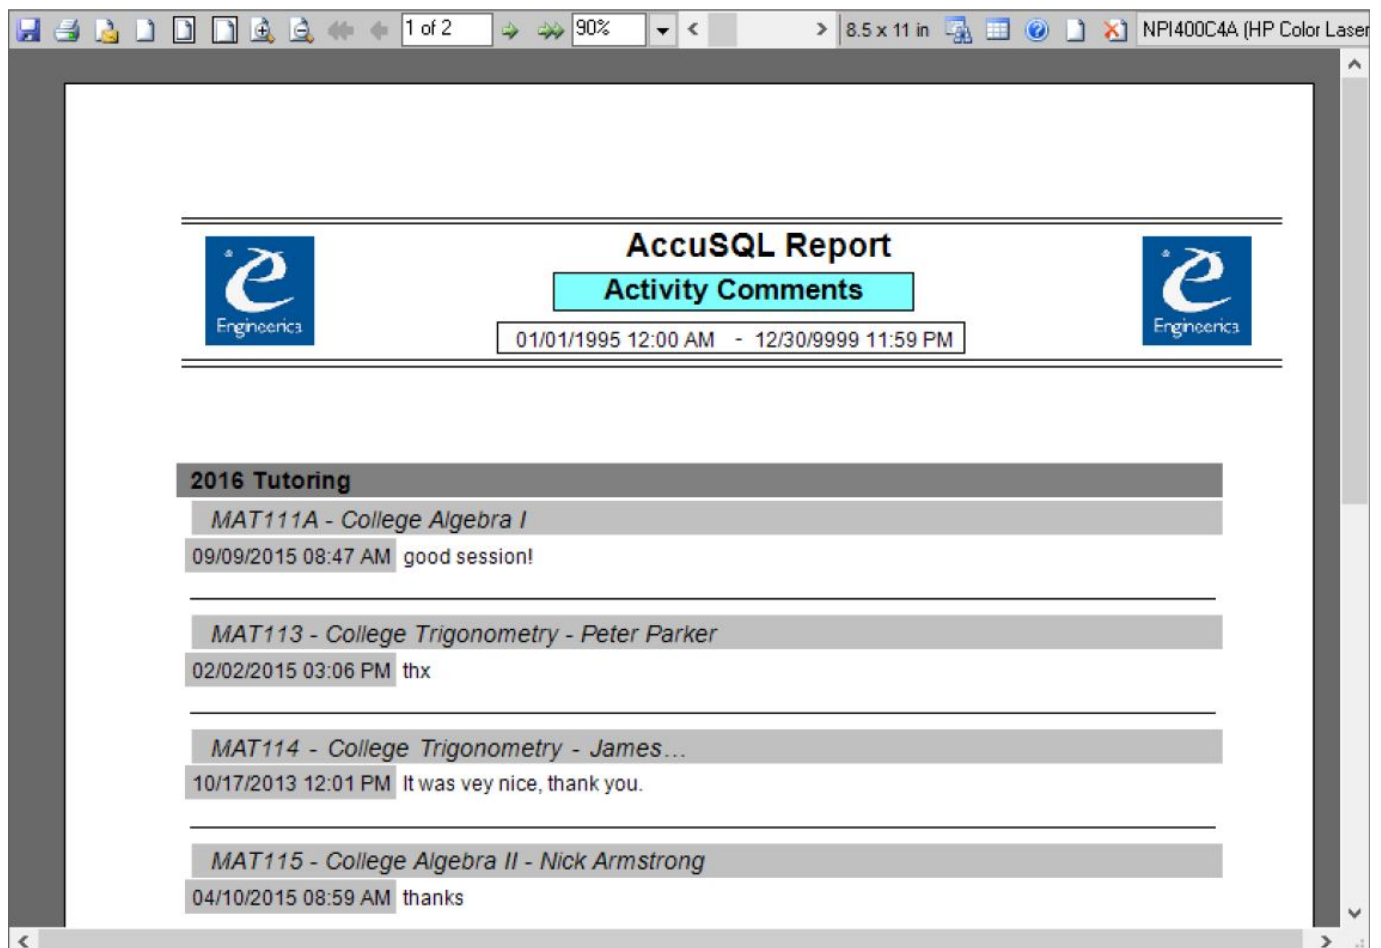 1 of 2 90% 8.5 x 11 in NPI400C4A (HP Color Laser
AccuSQL Report
Activity Comments
01/01/1995 12:00 AM - 12/30/9999 11:59 PM
Engineerica
Engineerica
2016 Tutoring
MAT111A - College Algebra I
09/09/2015 08:47 AM good session!
MAT113 - College Trigonometry - Peter Parker
02/02/2015 03:06 PM thx
MAT114 - College Trigonometry - James...
10/17/2013 12:01 PM It was vey nice, thank you.
MAT115 - College Algebra II - Nick Armstrong
04/10/2015 08:59 AM thanks